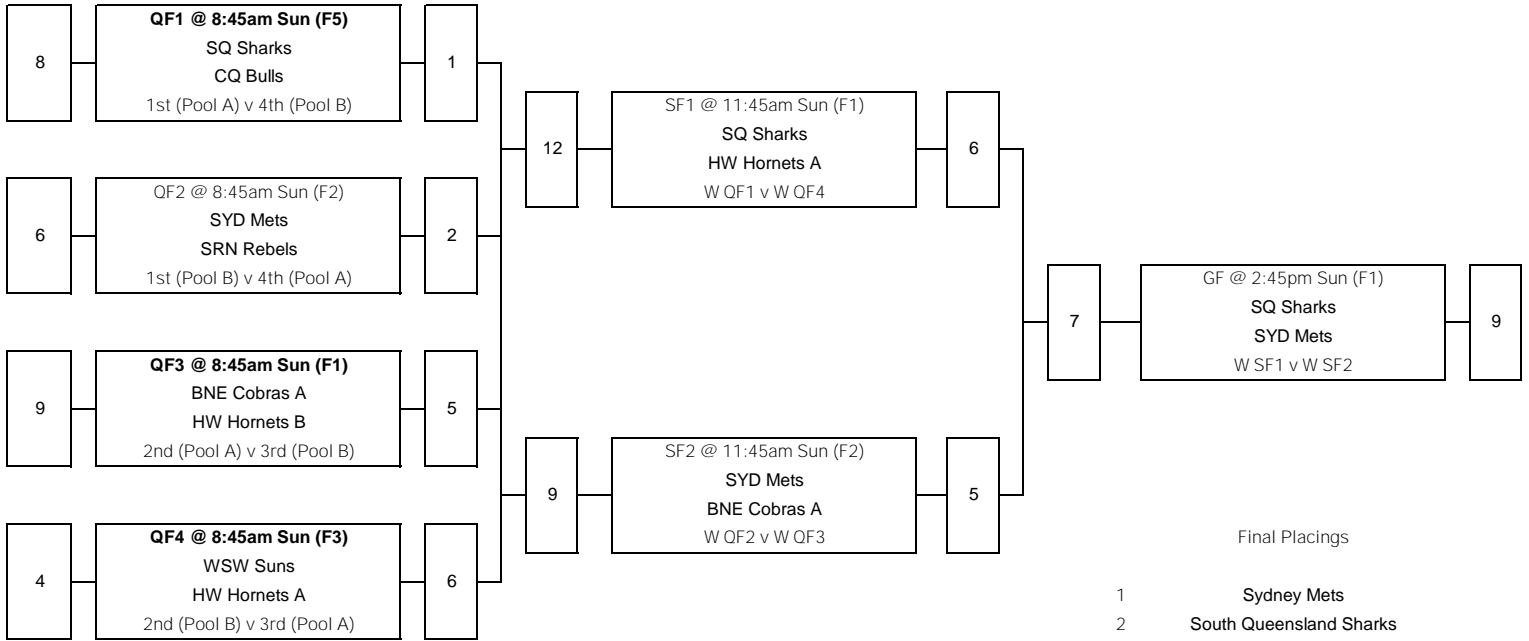 QF1 @ 8:45am Sun (F5)
8
SQ Sharks
CQ Bulls
1
1st (Pool A) v 4th (Pool B)
QF2 @ 8:45am Sun (F2)
6
SYD Mets
SRN Rebels
2
1st (Pool B) v 4th (Pool A)
QF3 @ 8:45am Sun (F1)
9
BNE Cobras A
HW Hornets B
5
2nd (Pool A) v 3rd (Pool B)
QF4 @ 8:45am Sun (F3)
4
WSW Suns
HW Hornets A
6
2nd (Pool B) v 3rd (Pool A)
SF1 @ 11:45am Sun (F1)
12
SQ Sharks
HW Hornets A
6
W QF1 v W QF4
SF2 @ 11:45am Sun (F2)
9
SYD Mets
BNE Cobras A
5
W QF2 v W QF3
GF @ 2:45pm Sun (F1)
7
SQ Sharks
SYD Mets
9
W SF1 v W SF2
Final Placings
1 Sydney Mets
2 South Queensland Sharks